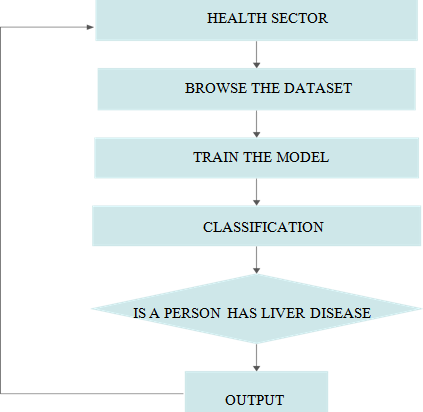 HEALTH SECTOR
BROWSE THE DATASET
TRAIN THE MODEL
CLASSIFICATION
IS A PERSON HAS LIVER DISEASE
OUTPUT